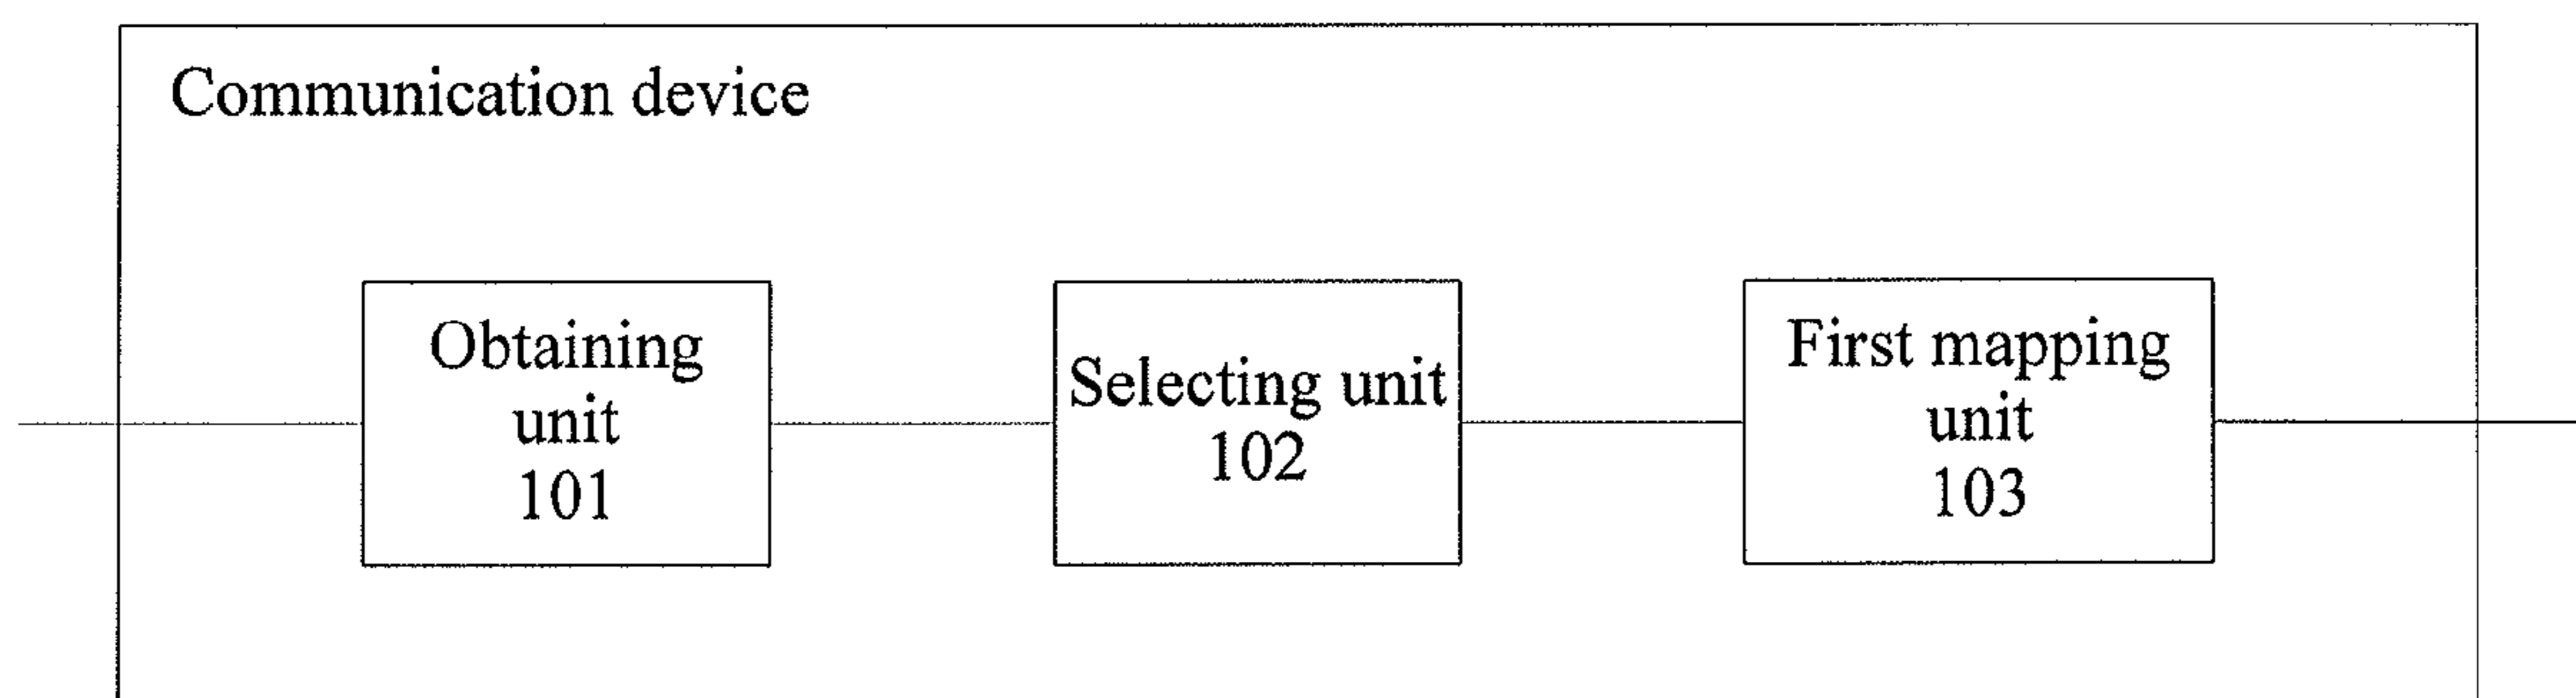 Communication device
Obtaining
unit
101
Selecting unit
102
First mapping
unit
103